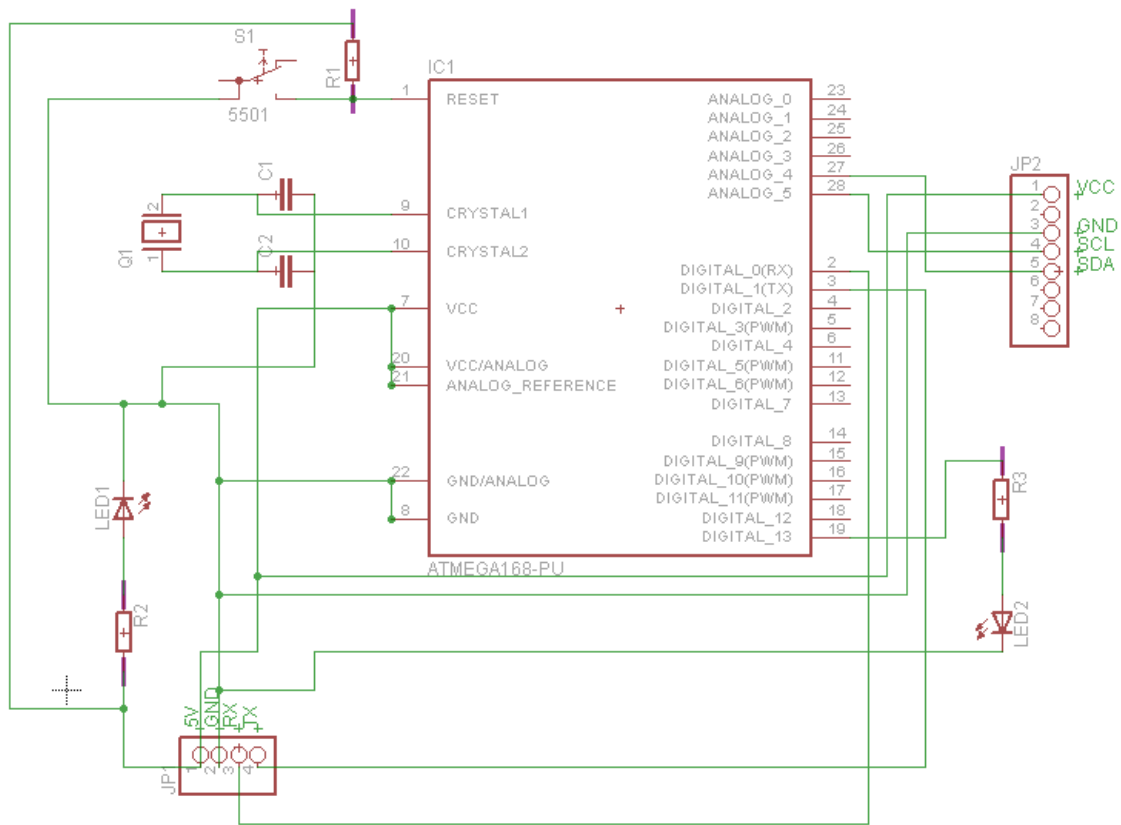 S1
5501
R1
IC1
1
RESET
C1
2
Q1
1
C2
9
CRYSTAL1
10
CRYSTAL2
7
VCC
20
VCC/ANALOG
21
ANALOG_REFERENCE
22
GND/ANALOG
8
GND
ATMEGA168-PU
ANALOG_0
23
ANALOG_1
24
ANALOG_2
25
ANALOG_3
26
ANALOG_4
27
ANALOG_5
28
DIGITAL_0(RX)
2
DIGITAL_1(TX)
3
DIGITAL_2
4
DIGITAL_3(PWM)
5
DIGITAL_4
6
DIGITAL_5(PWM)
11
DIGITAL_6(PWM)
12
DIGITAL_7
13
DIGITAL_8
14
DIGITAL_9(PWM)
15
DIGITAL_10(PWM)
16
DIGITAL_11(PWM)
17
DIGITAL_12
18
DIGITAL_13
19
JP2
1
VCC
2
3
GND
4
SCL
5
SDA
6
7
8
R3
LED2
LED1
R2
5V
GND
RX
TX
JP1
1
2
3
4